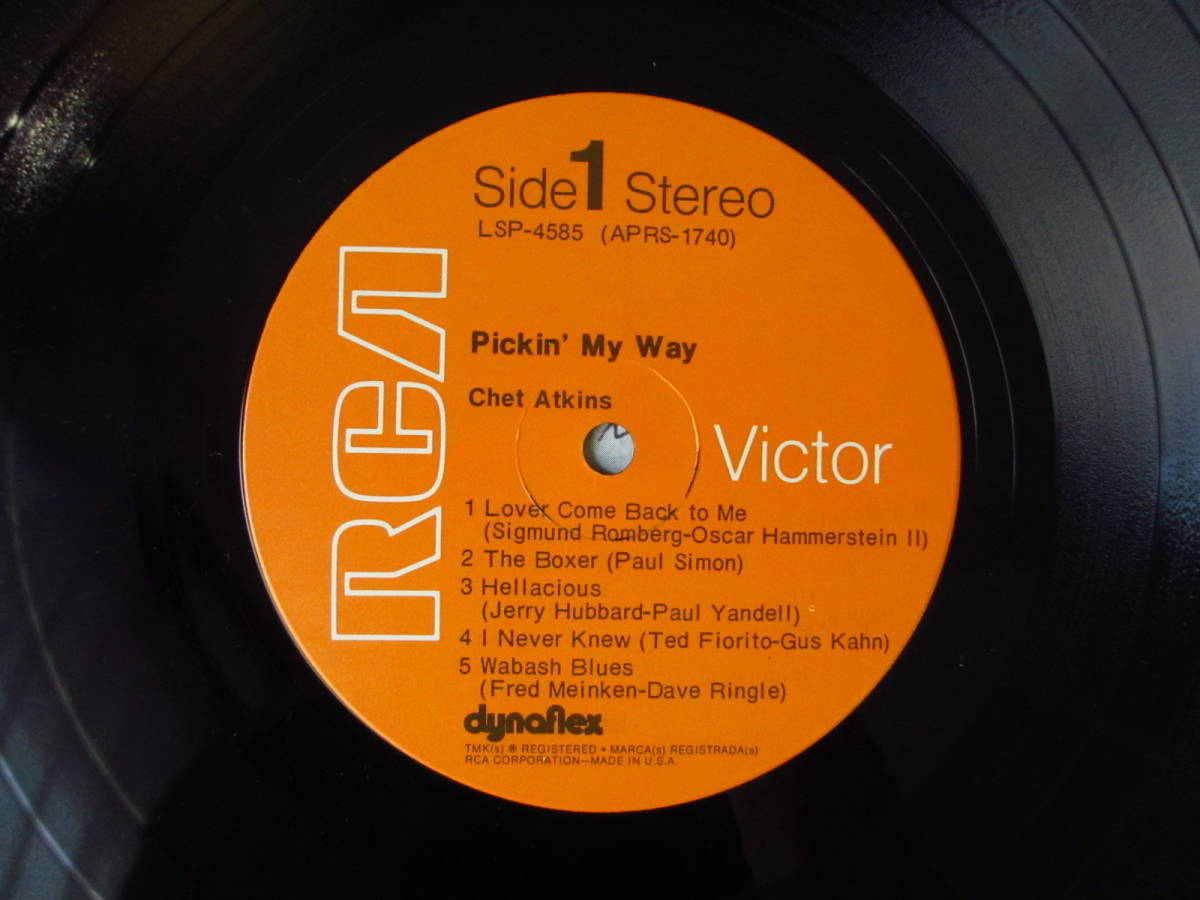 Side 1 Stereo
LSP-4585 (APRS-1740)
RCA
Pickin' My Way
Chet Atkins
Victor
1 Lover Come Back to Me
(Sigmund Romberg-Oscar Hammerstein II)
2 The Boxer (Paul Simon)
3 Hellacious
(Jerry Hubbard-Paul Yandell)
4 I Never Knew (Ted Fiorito-Gus Kahn)
5 Wabash Blues
(Fred Meinken-Dave Ringle)
dynaflex
TMK(s) ® REGISTERED • MARCA(s) REGISTRADA(s)
RCA CORPORATION—MADE IN U.S.A.